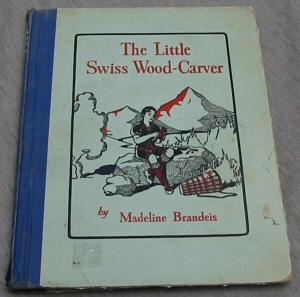 The Little
Swiss Wood-Carver
by Madeline Brandeis